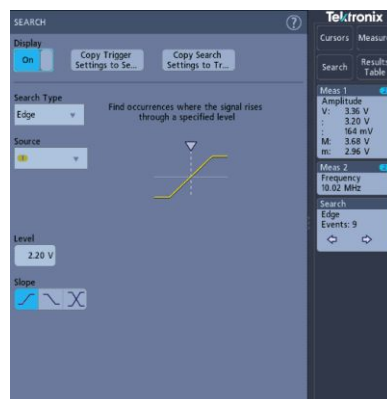 SEARCH
?
Display
On
Copy Trigger
Settings to Se...
Copy Search
Settings to Tr...
Search Type
Edge
Find occurrences where the signal rises
through a specified level
Source
Level
2.20 V
Slope
Tektronix
Cursors Measure
Search Results
Table
Meas 1
Amplitude
V: 3.36 V
: 3.20 V
: 164 mV
M: 3.68 V
m: 2.96 V
Meas 2
Frequency
10.02 MHz
Search
Edge
Events: 9